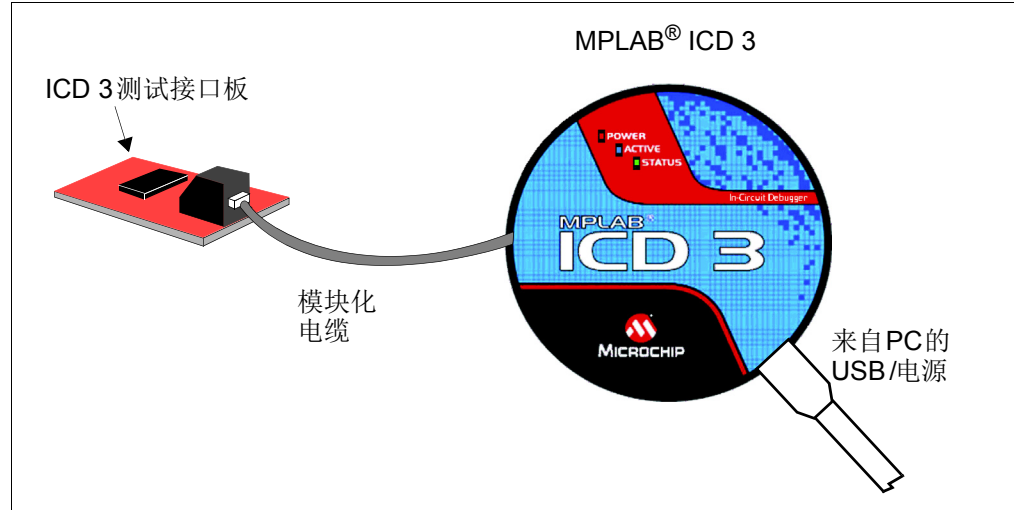 MPLAB® ICD 3
ICD 3测试接口板
POWER
ACTIVE
STATUS
In-Circuit Debugger
MPLAB®
ICD 3
模块化
电缆
MICROCHIP
来自PC的
USB/电源